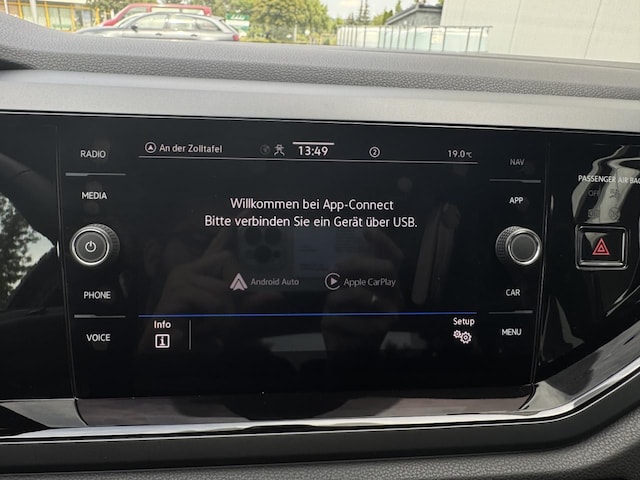 RADIO
MEDIA
PHONE
VOICE
An der Zolltafel
13:49
2
19.0°C
Willkommen bei App-Connect
Bitte verbinden Sie ein Gerät über USB.
Android Auto
Apple CarPlay
Info
Setup
NAV
APP
CAR
MENU
PASSENGER AIR BAG
OFF